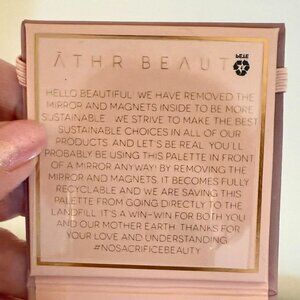 ĀTHR BEAUT
HELLO BEAUTIFUL WE HAVE REMOVED THE
MIRROR AND MAGNETS INSIDE TO BE MORE
SUSTAINABLE. WE STRIVE TO MAKE THE BEST
SUSTAINABLE CHOICES IN ALL OF OUR
PRODUCTS. AND LET'S BE REAL, YOU'LL
PROBABLY BE USING THIS PALETTE IN FRONT
OF A MIRROR ANYWAY! BY REMOVING THE
MIRROR AND MAGNETS, IT BECOMES FULLY
RECYCLABLE AND WE ARE SAVING THIS
PALETTE FROM GOING DIRECTLY TO THE
LANDFILL. IT'S A WIN-WIN FOR BOTH YOU
AND OUR MOTHER EARTH. THANKS FOR
YOUR LOVE AND UNDERSTANDING.
#NOSACRIFICEBEAUTY